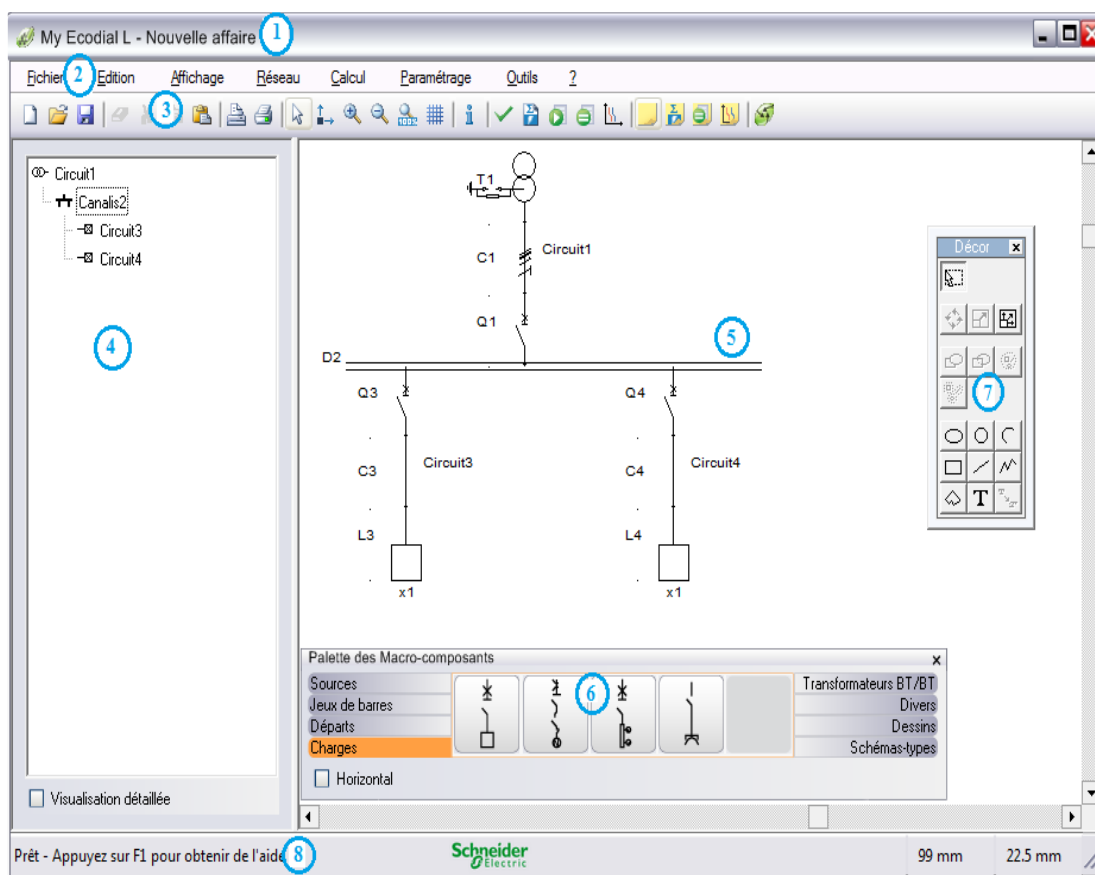 My Ecodial L - Nouvelle affaire 1
Fichier 2 Edition Affichage Réseau Calcul Paramétrage Outils ?
3
100%
Circuit1
Canalis2
Circuit3
Circuit4
4
Visualisation détaillée
T1
C1 Circuit1
Q1
D2 5
Q3 Q4
C3 Circuit3 C4 Circuit4
L3 L4
x1 x1
Décor x
7
T
Palette des Macro-composants x
Sources
Jeux de barres
Départs
Charges
6
Transformateurs BT/BT
Divers
Dessins
Schémas-types
Horizontal
Prêt - Appuyez sur F1 pour obtenir de l'aide 8
Schneider
Electric
99 mm 22.5 mm